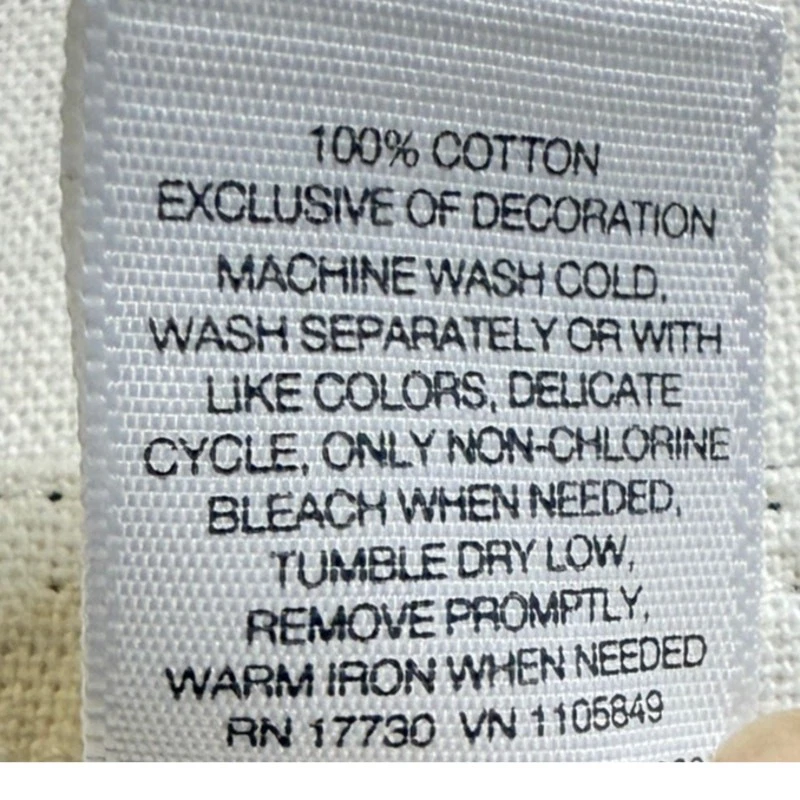 100% COTTON
EXCLUSIVE OF DECORATION
MACHINE WASH COLD,
WASH SEPARATELY OR WITH
LIKE COLORS, DELICATE
CYCLE, ONLY NON-CHLORINE
BLEACH WHEN NEEDED,
TUMBLE DRY LOW,
REMOVE PROMPTLY,
WARM IRON WHEN NEEDED
RN 17730 VN 1105849